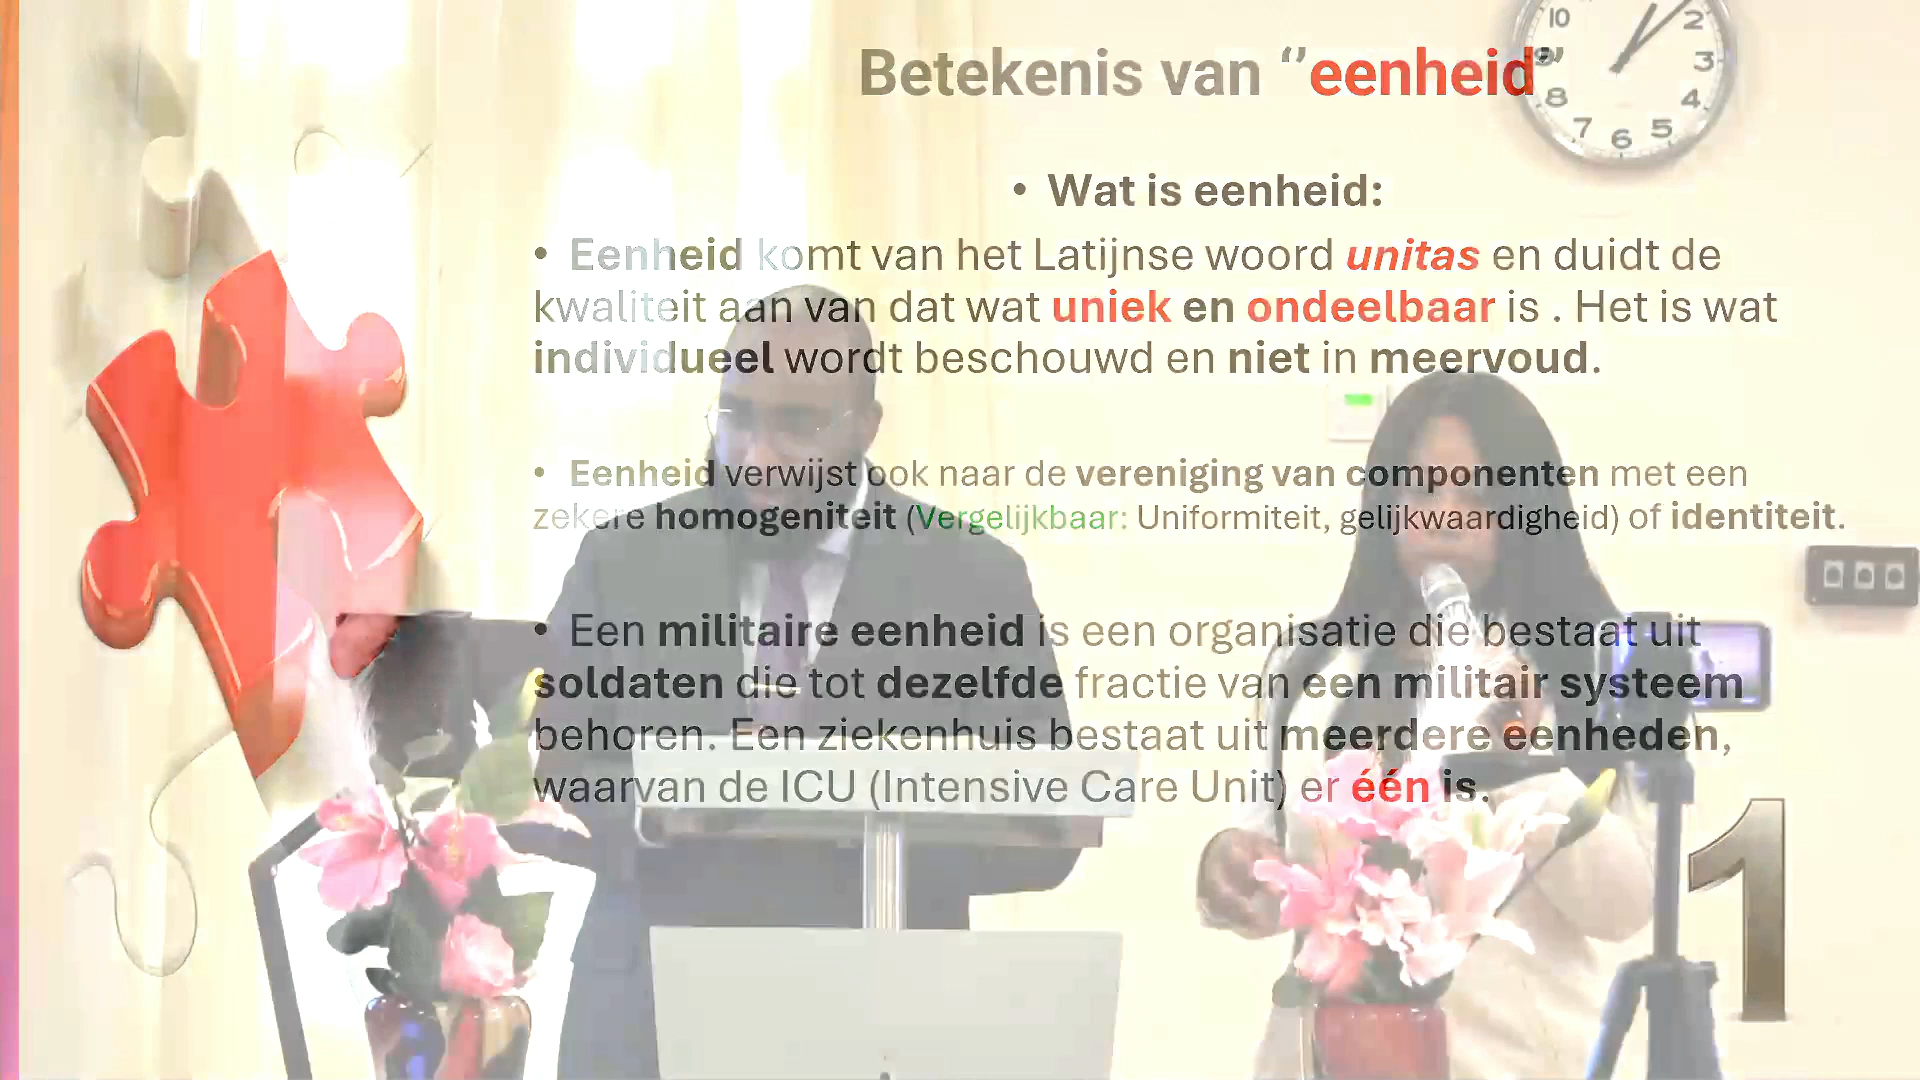 Betekenis van ‘’eenheid’’
• Wat is eenheid:
• Eenheid komt van het Latijnse woord unitas en duidt de
kwaliteit aan van dat wat uniek en ondeelbaar is . Het is wat
individueel wordt beschouwd en niet in meervoud.
• Eenheid verwijst ook naar de vereniging van componenten met een
zekere homogeniteit (Vergelijkbaar: Uniformiteit, gelijkwaardigheid) of identiteit.
• Een militaire eenheid is een organisatie die bestaat uit
soldaten die tot dezelfde fractie van een militair systeem
behoren. Een ziekenhuis bestaat uit meerdere eenheden,
waarvan de ICU (Intensive Care Unit) er één is.
1
10
2
9
3
8
4
7
6
5